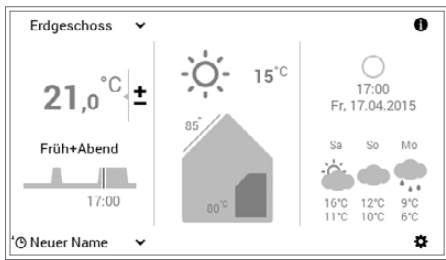 Erdgeschoss
21,0 °C ±
Früh+Abend
17:00
Neuer Name
15°C
85°
80°C
17:00
Fr, 17.04.2015
Sa So Mo
16°C 12°C 9°C
11°C 10°C 6°C